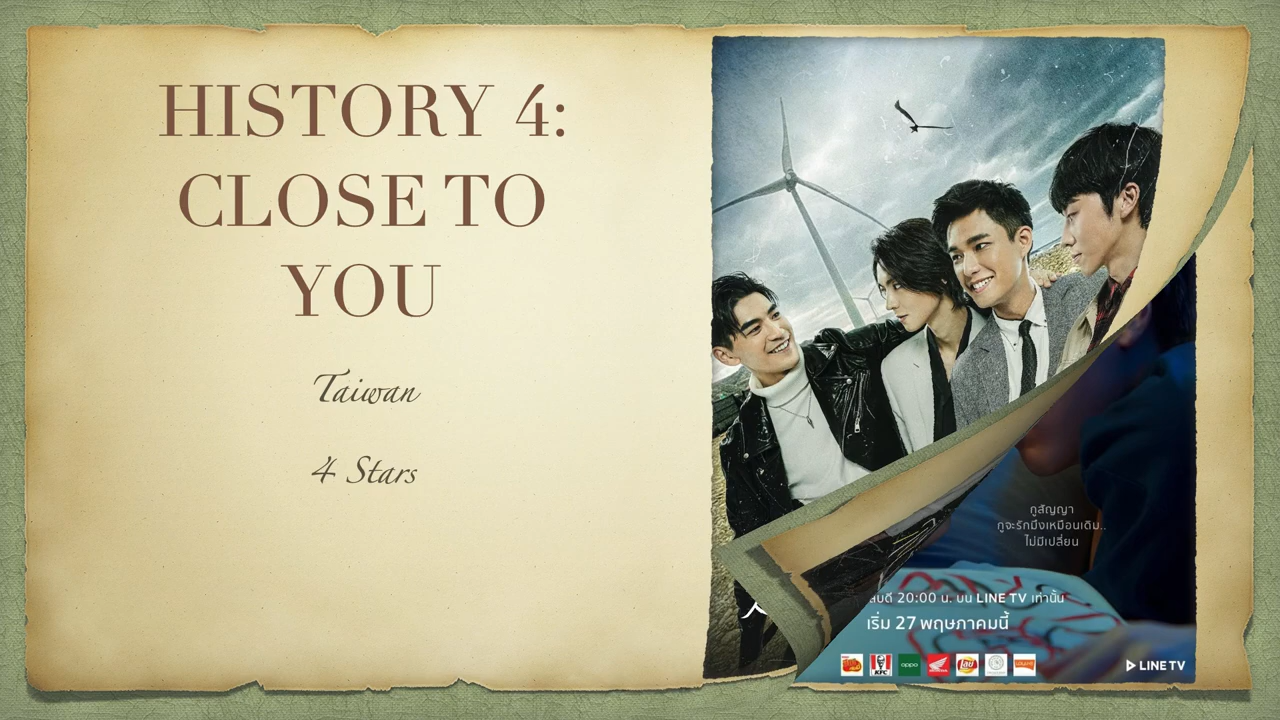 HISTORY 4:
CLOSE TO
YOU
Taiwan
4 Stars
กูสัญญา
กูจะรักมึงเหมือนเดิม..
ไม่มีเปลี่ยน
20:00 น. บน LINE TV เท่านั้น
เริ่ม 27 พฤษภาคมนี้
KFC
oppo
HONDA
LINE TV